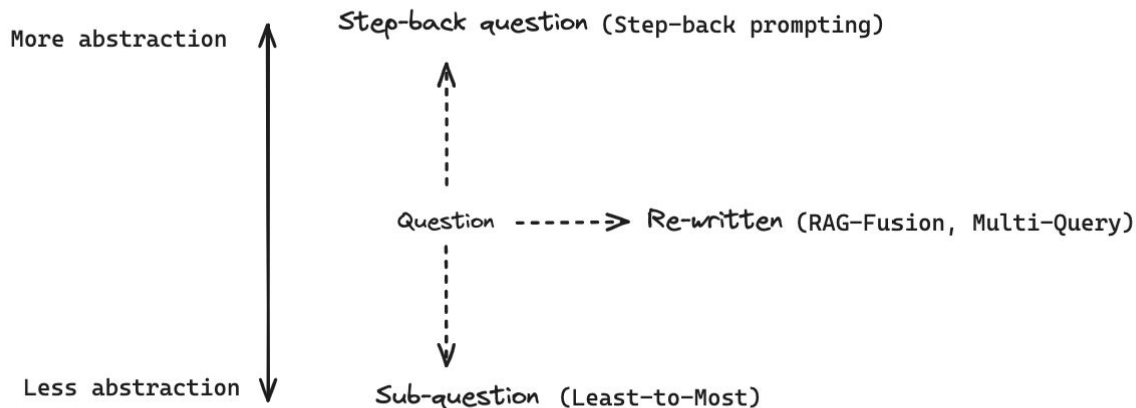 Step-back question (Step-back prompting)
More abstraction
Question
Re-written (RAG-Fusion, Multi-Query)
Less abstraction
Sub-question (Least-to-Most)